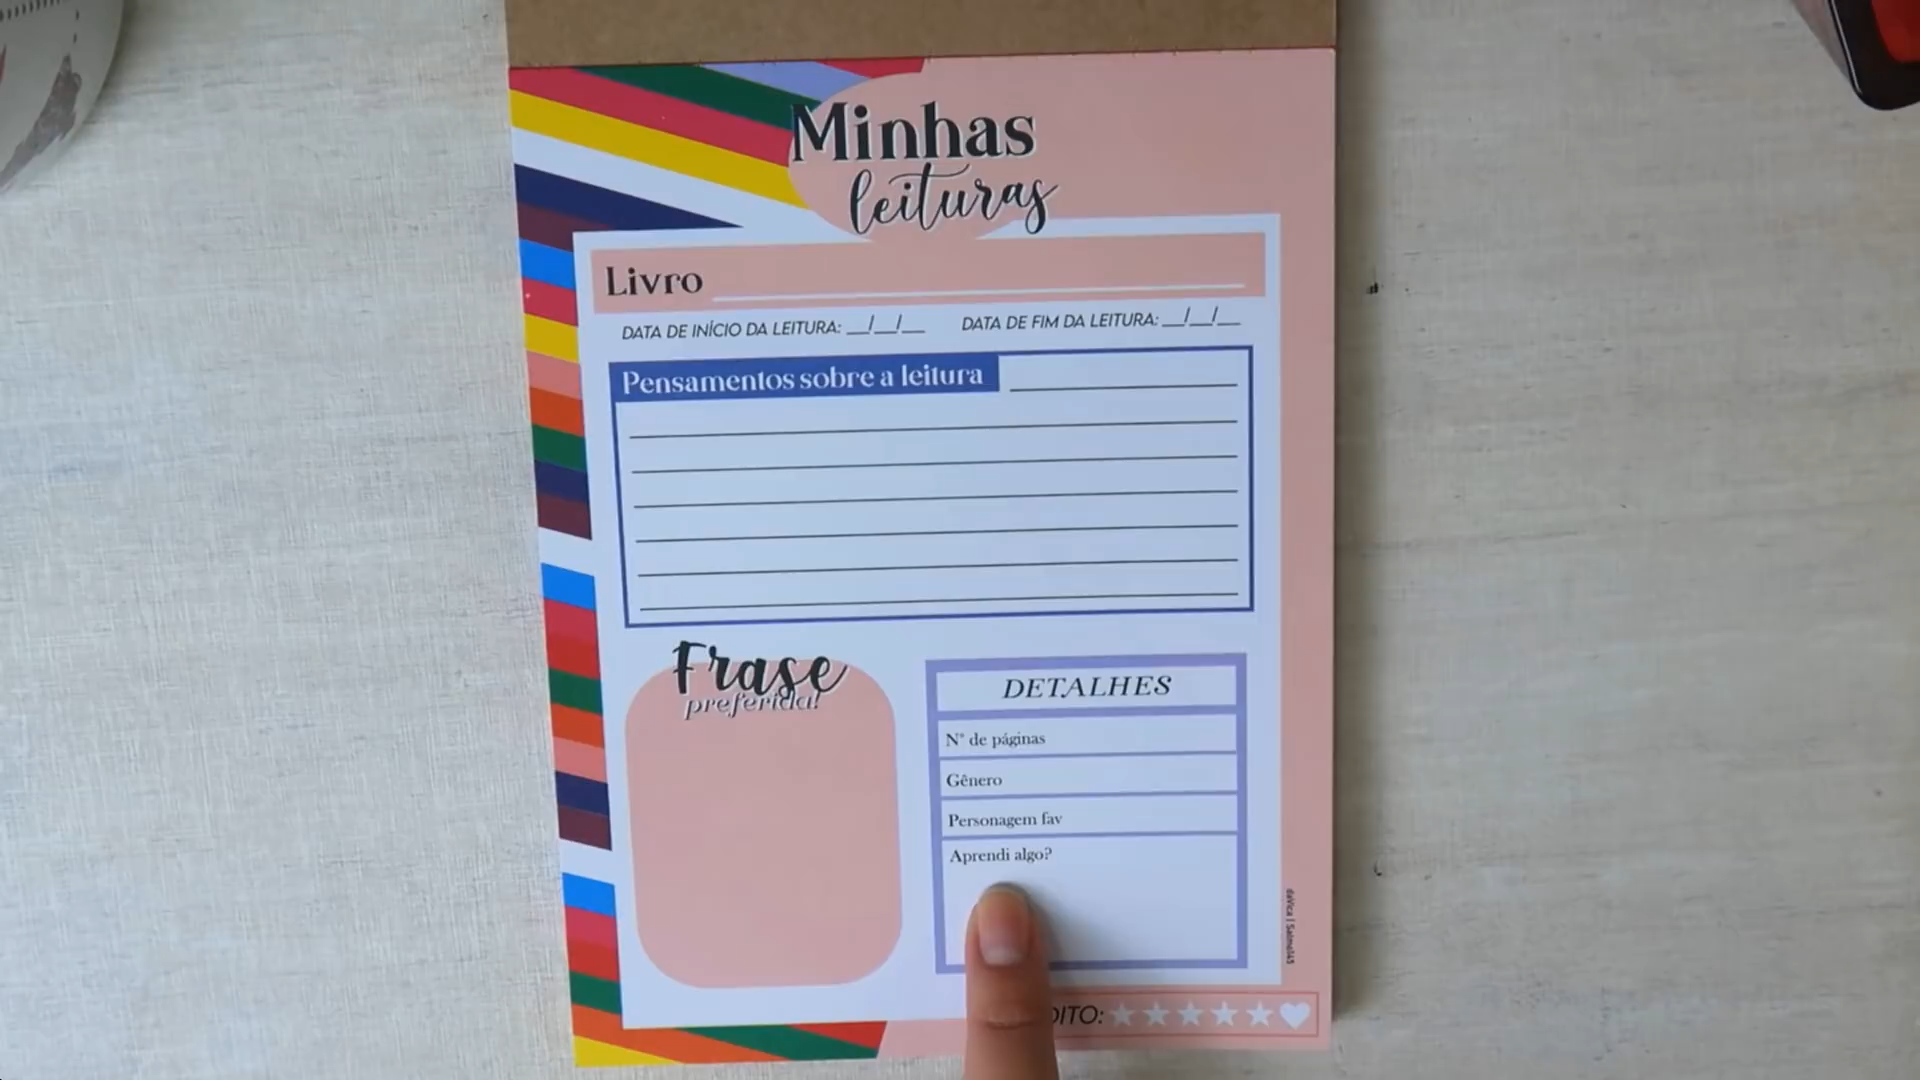 Minhas
leituras
Livro
DATA DE INÍCIO DA LEITURA: __/__/__ DATA DE FIM DA LEITURA: __/__/__
Pensamentos sobre a leitura
Frase
preferida!
DETALHES
Nº de páginas
Gênero
Personagem fav
Aprendi algo?